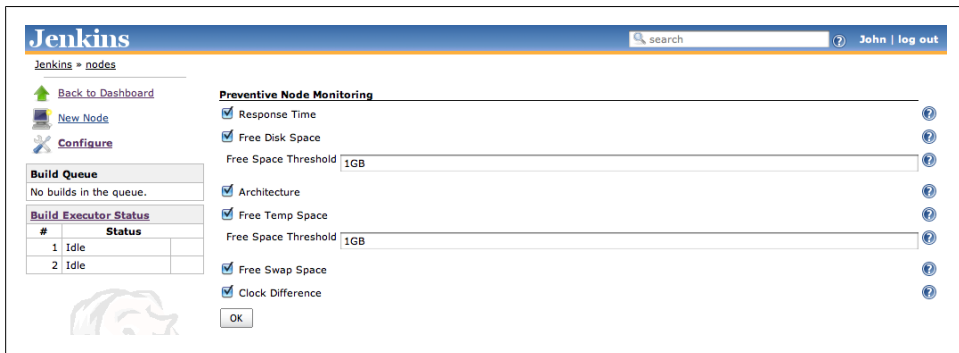 Jenkins
search
John | log out
Jenkins » nodes
Back to Dashboard
New Node
Configure
Build Queue
No builds in the queue.
Build Executor Status
# Status
1 Idle
2 Idle
Preventive Node Monitoring
Response Time
Free Disk Space
Free Space Threshold 1GB
Architecture
Free Temp Space
Free Space Threshold 1GB
Free Swap Space
Clock Difference
OK